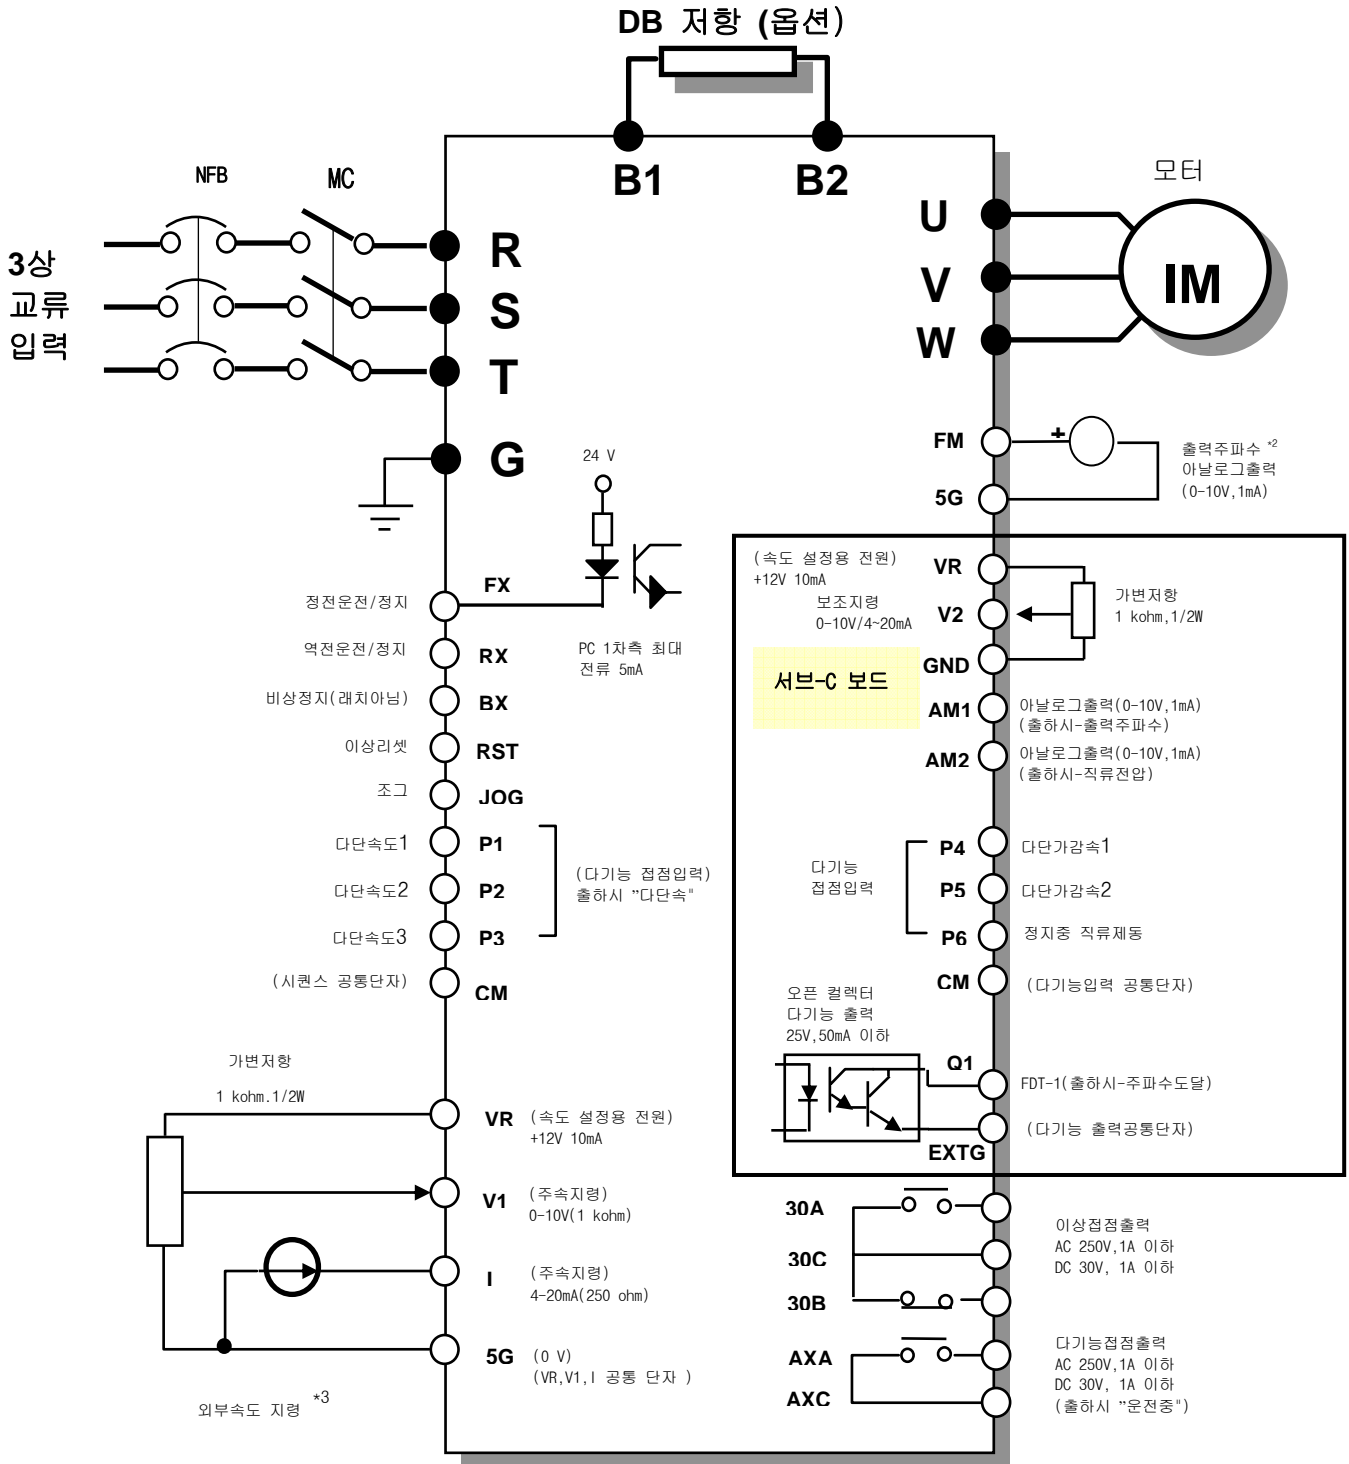 DB 저항 (옵션)
B1
B2
NFB
MC
모터
3상
교류
입력
R
S
T
G
U
V
W
IM
FM
5G
출력주파수 *2
아날로그출력
(0-10V,1mA)
24 V
FX
정전운전/정지
PC 1차측 최대
전류 5mA
역전운전/정지
RX
비상정지(래치아님)
BX
이상리셋
RST
조그
JOG
다단속도1
P1
다단속도2
P2
다단속도3
P3
(다기능 접점입력)
출하시 "다단속"
(시퀀스 공통단자)
CM
가변저항
1 kohm.1/2W
VR
(속도 설정용 전원)
+12V 10mA
V1
(주속지령)
0-10V(1 kohm)
I
(주속지령)
4-20mA(250 ohm)
5G
(0 V)
(VR,V1,I 공통 단자 )
외부속도 지령 *3
(속도 설정용 전원)
+12V 10mA
VR
보조지령
0-10V/4~20mA
V2
가변저항
1 kohm,1/2W
GND
서브-C 보드
AM1
아날로그출력(0-10V,1mA)
(출하시-출력주파수)
AM2
아날로그출력(0-10V,1mA)
(출하시-직류전압)
다기능
접점입력
P4
다단가감속1
P5
다단가감속2
P6
정지중 직류제동
CM
(다기능입력 공통단자)
오픈 컬렉터
다기능 출력
25V,50mA 이하
Q1
FDT-1(출하시-주파수도달)
EXTG
(다기능 출력공통단자)
30A
30C
30B
이상접점출력
AC 250V,1A 이하
DC 30V, 1A 이하
AXA
AXC
다기능접점출력
AC 250V,1A 이하
DC 30V, 1A 이하
(출하시 "운전중")